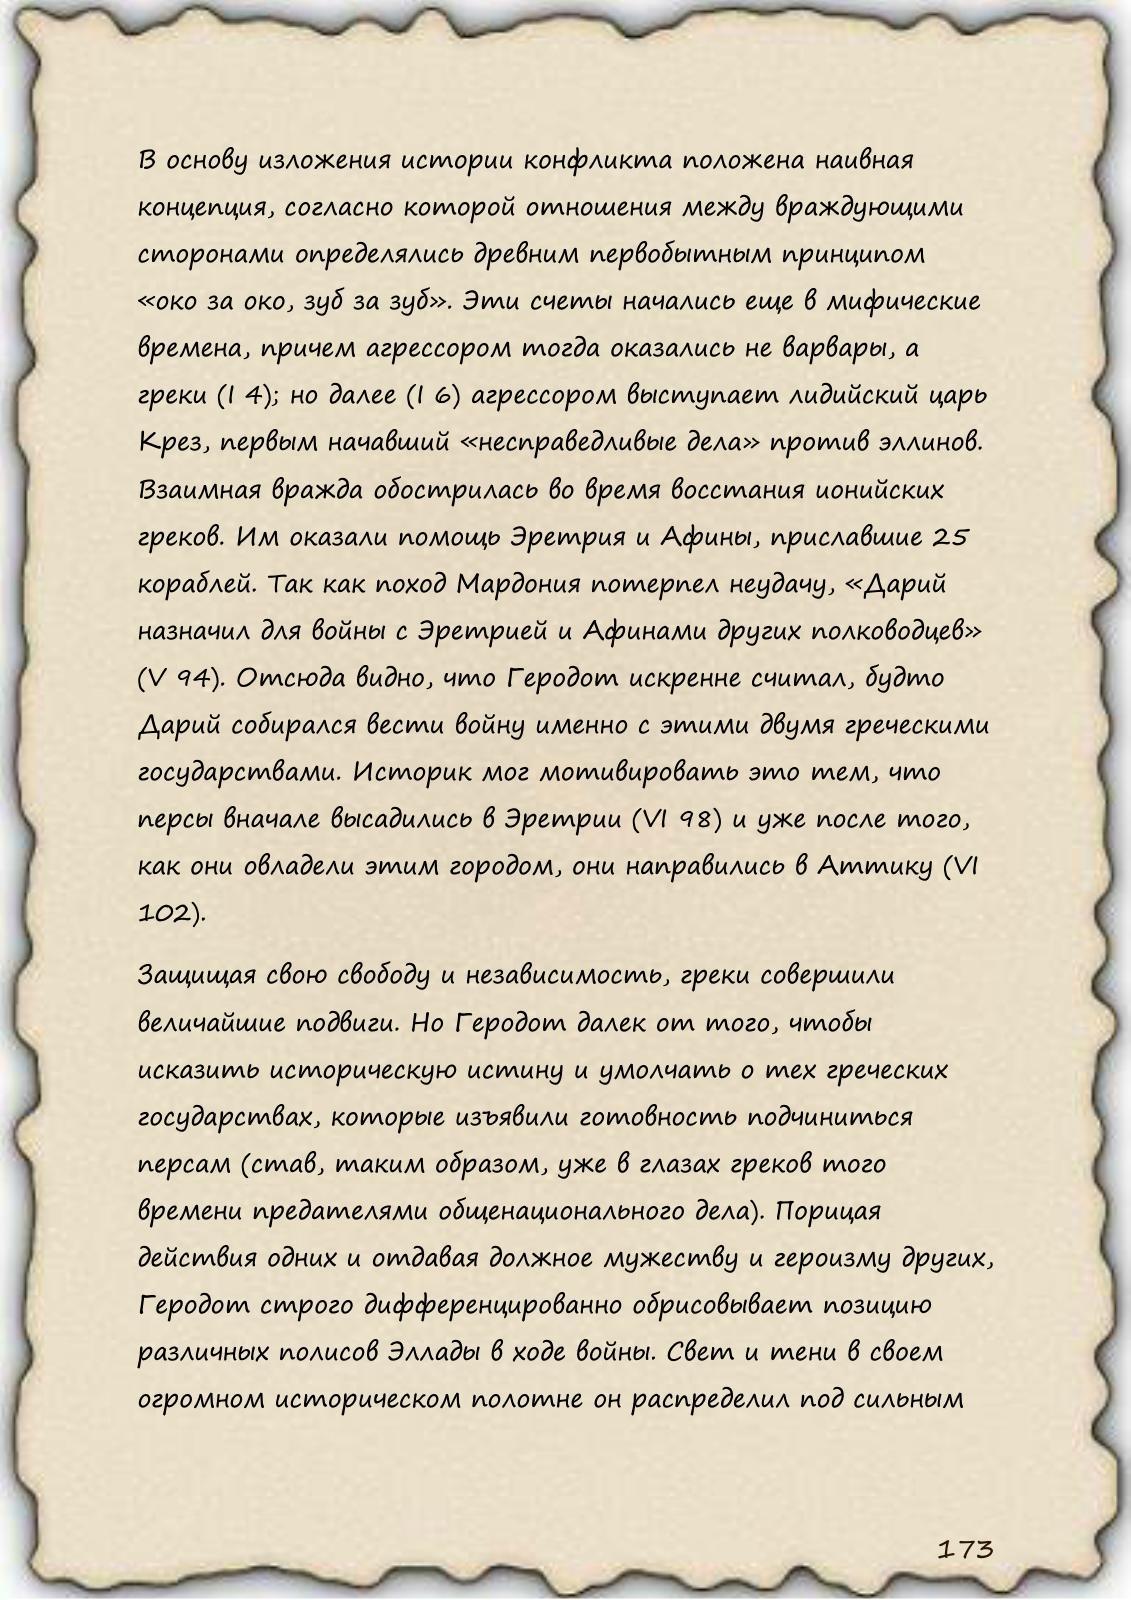 В основу изложения истории конфликта положена наивная
концепция, согласно которой отношения между враждующими
сторонами определялись древним первобытным принципом
«око за око, зуб за зуб». Эти счеты начались еще в мифические
времена, причем агрессором тогда оказались не варвары, а
греки (I 4); но далее (I 6) агрессором выступает лидийский царь
Крез, первым начавший «несправедливые дела» против эллинов.
Взаимная вражда обострилась во время восстания ионийских
греков. Им оказали помощь Эретрия и Афины, приславшие 25
кораблей. Так как поход Мардония потерпел неудачу, «Дарий
назначил для войны с Эретрией и Афинами других полководцев»
(V 94). Отсюда видно, что Геродот искренне считал, будто
Дарий собирался вести войну именно с этими двумя греческими
государствами. Историк мог мотивировать это тем, что
персы вначале высадились в Эретрии (VI 98) и уже после того,
как они овладели этим городом, они направились в Аттику (VI
102).
Защищая свою свободу и независимость, греки совершили
величайшие подвиги. Но Геродот далек от того, чтобы
исказить историческую истину и умолчать о тех греческих
государствах, которые изъявили готовность подчиниться
персам (став, таким образом, уже в глазах греков того
времени предателями общенационального дела). Порицая
действия одних и отдавая должное мужеству и героизму других,
Геродот строго дифференцированно обрисовывает позицию
различных полисов Эллады в ходе войны. Свет и тени в своем
огромном историческом полотне он распределил под сильным
173